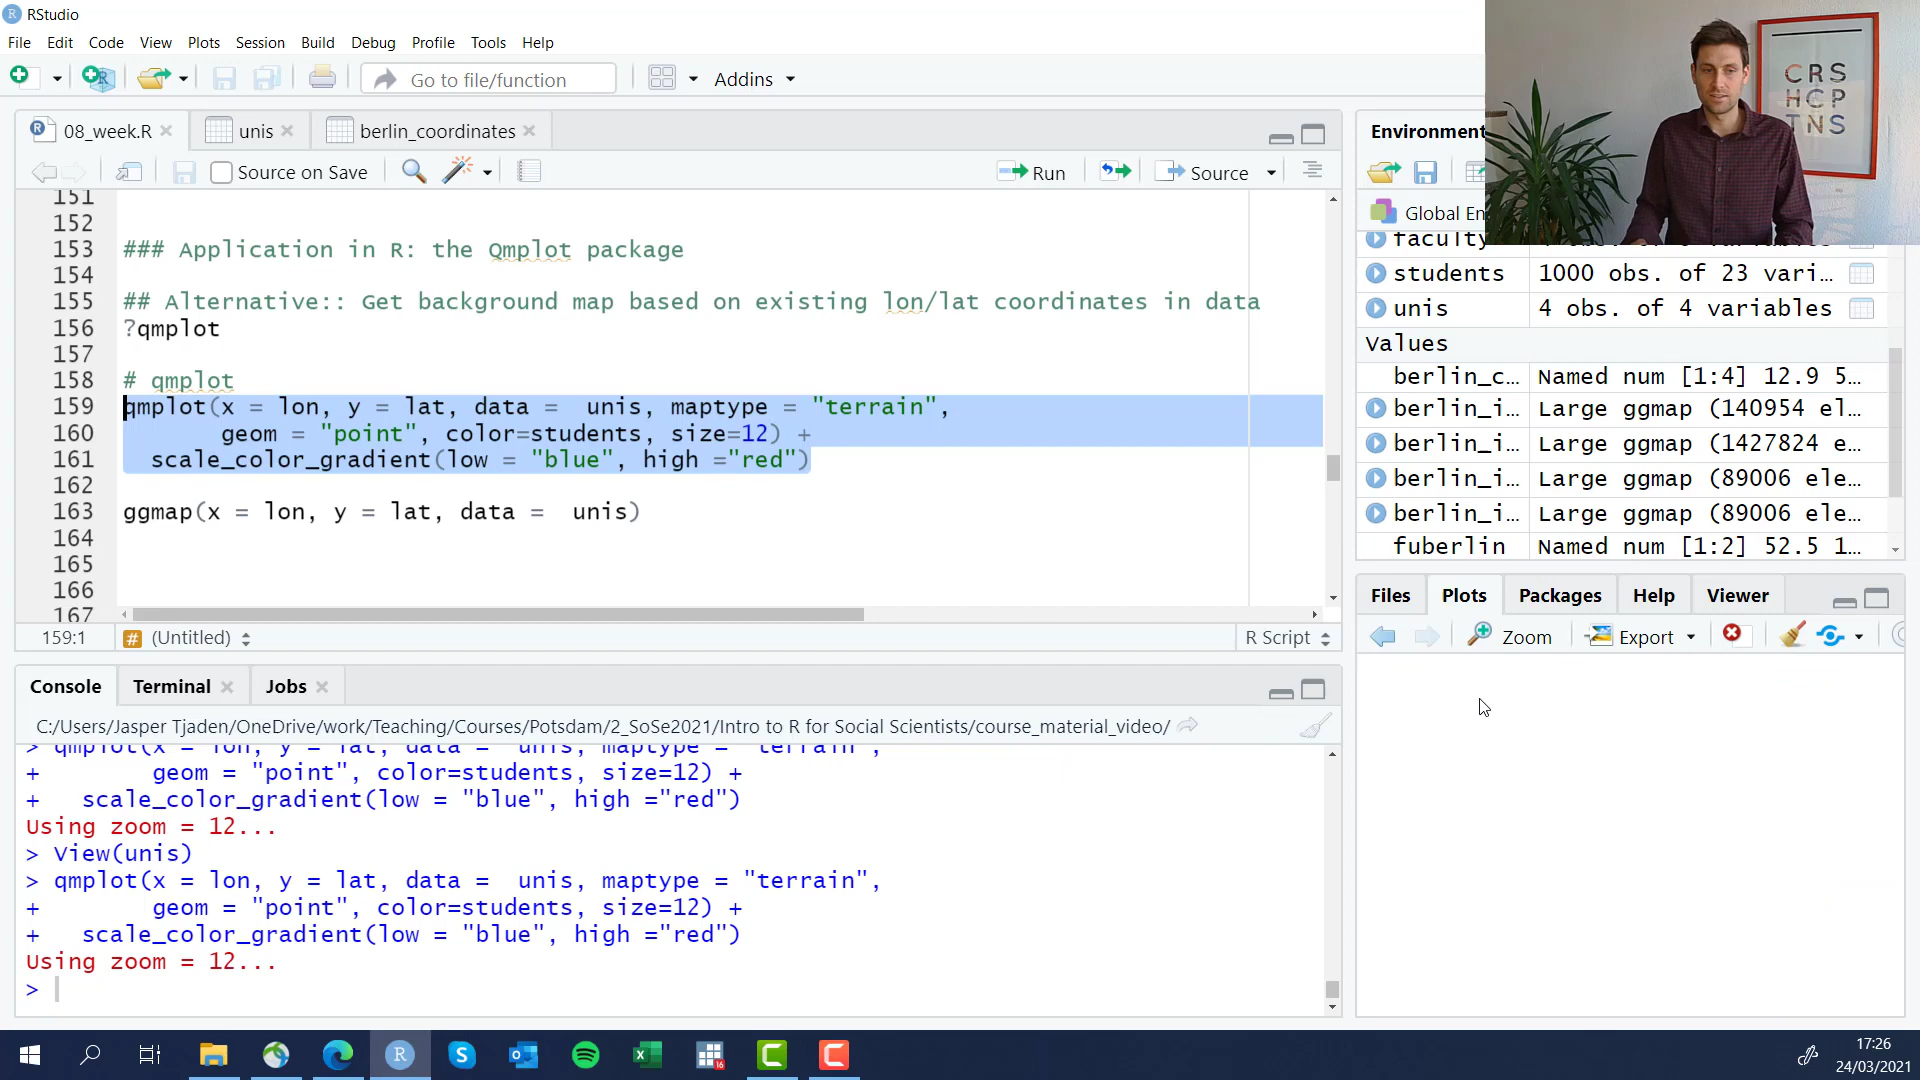 RStudio
File Edit Code View Plots Session Build Debug Profile Tools Help
Go to file/function
Addins
CRS
HCP
TNS
08_week.R
unis
berlin_coordinates
Source on Save
Run
Source
151
152
153 ### Application in R: the Qmplot package
154
155 ## Alternative:: Get background map based on existing lon/lat coordinates in data
156 ?qmplot
157
158 # qmplot
159 qmplot(x = lon, y = lat, data =  unis, maptype = "terrain",
160 geom = "point", color=students, size=12) +
161 scale_color_gradient(low = "blue", high ="red")
162
163 ggmap(x = lon, y = lat, data =  unis)
164
165
166
167
159:1
(Untitled)
R Script
Environment
Global En
faculty
students 1000 obs. of 23 vari…
unis 4 obs. of 4 variables
Values
berlin_c… Named num [1:4] 12.9 5…
berlin_i… Large ggmap (140954 el…
berlin_i… Large ggmap (1427824 el…
berlin_i… Large ggmap (89006 ele…
berlin_i… Large ggmap (89006 ele…
fuberlin Named num [1:2] 52.5 1…
Files Plots Packages Help Viewer
Zoom
Export
Console Terminal Jobs
C:/Users/Jasper Tjaden/OneDrive/work/Teaching/Courses/Potsdam/2_SoSe2021/Intro to R for Social Scientists/course_material_video/
> qmplot(x = lon, y = lat, data =  unis, maptype = "terrain",
+ geom = "point", color=students, size=12) +
+ scale_color_gradient(low = "blue", high ="red")
Using zoom = 12...
> View(unis)
> qmplot(x = lon, y = lat, data =  unis, maptype = "terrain",
+ geom = "point", color=students, size=12) +
+ scale_color_gradient(low = "blue", high ="red")
Using zoom = 12...
>
17:26
24/03/2021